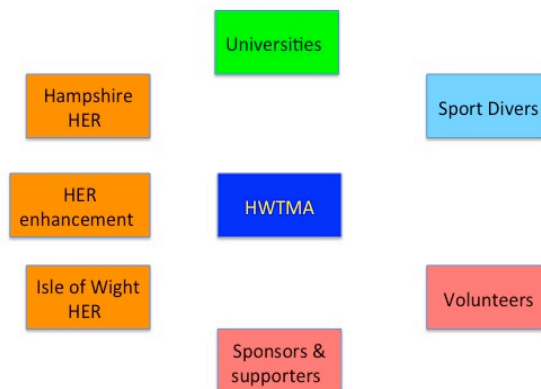 Universities
Hampshire
HER
Sport Divers
HER
enhancement
HWTMA
Isle of Wight
HER
Volunteers
Sponsors &
supporters